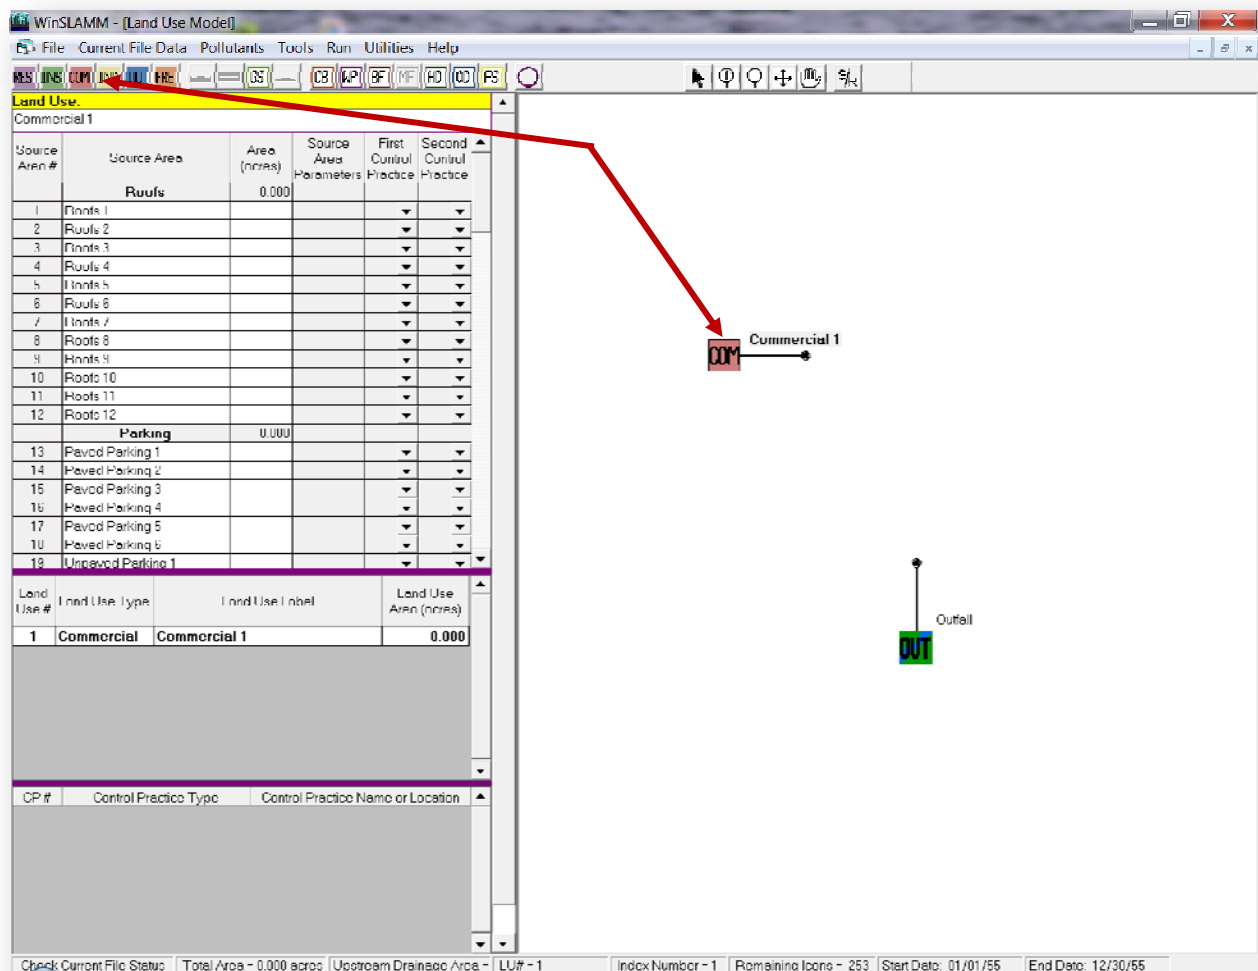 WinSLAMM - [Land Use Model]
File Current File Data Pollutants Tools Run Utilities Help
RES INS COM OU FRE DS CB WP BF MF HD OD FS
Land Use:
Commercial 1
Source Area # Source Area Area (acres) Source Area Parameters First Control Practice Second Control Practice
Roofs 0.000
1 Roofs 1
2 Roofs 2
3 Roofs 3
4 Roofs 4
5 Roofs 5
6 Roofs 6
7 Roofs 7
8 Roofs 8
9 Roofs 9
10 Roofs 10
11 Roofs 11
12 Roofs 12
Parking 0.000
13 Paved Parking 1
14 Paved Parking 2
15 Paved Parking 3
16 Paved Parking 4
17 Paved Parking 5
18 Paved Parking 6
19 Unpaved Parking 1
Land Use # Land Use Type Land Use Label Land Use Area (acres)
1 Commercial Commercial 1 0.000
CP # Control Practice Type Control Practice Name or Location
COM Commercial 1
Outfall
OUT
Check Current File Status Total Area = 0.000 acres Upstream Drainage Area = LU# = 1 Index Number = 1 Remaining Icons = 253 Start Date: 01/01/55 End Date: 12/30/55